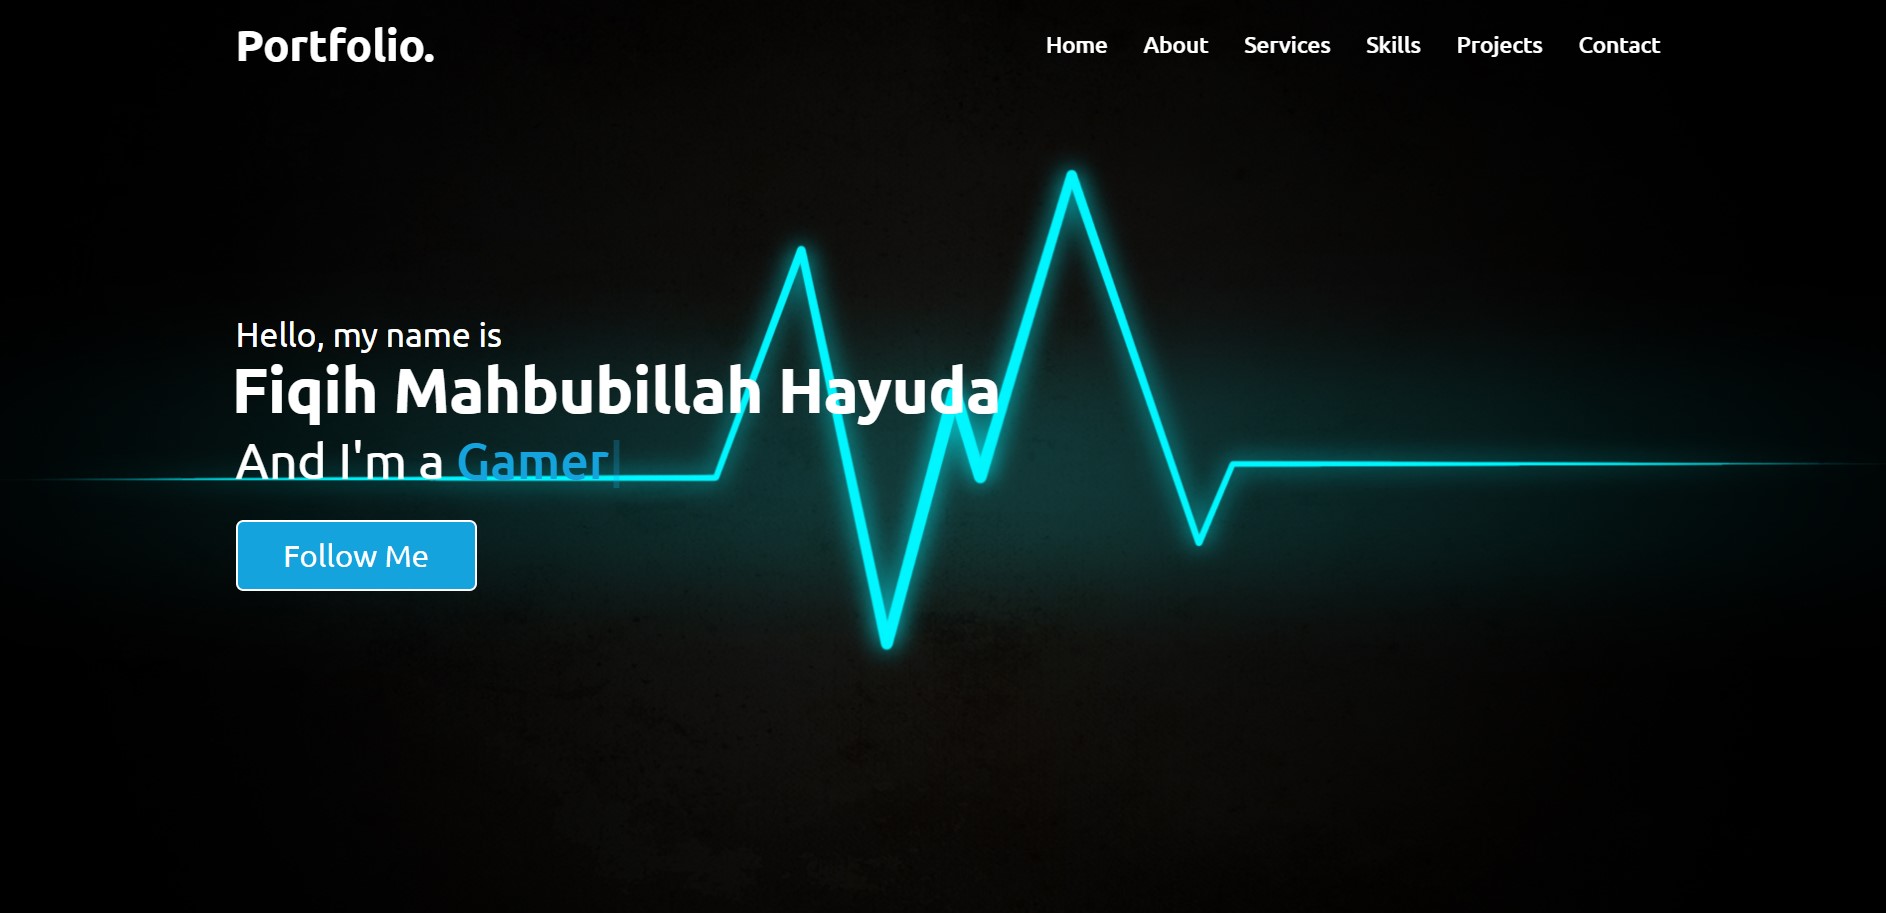 Portfolio.
Home About Services Skills Projects Contact
Hello, my name is
Fiqih Mahbubillah Hayuda
And I'm a Gamer
Follow Me